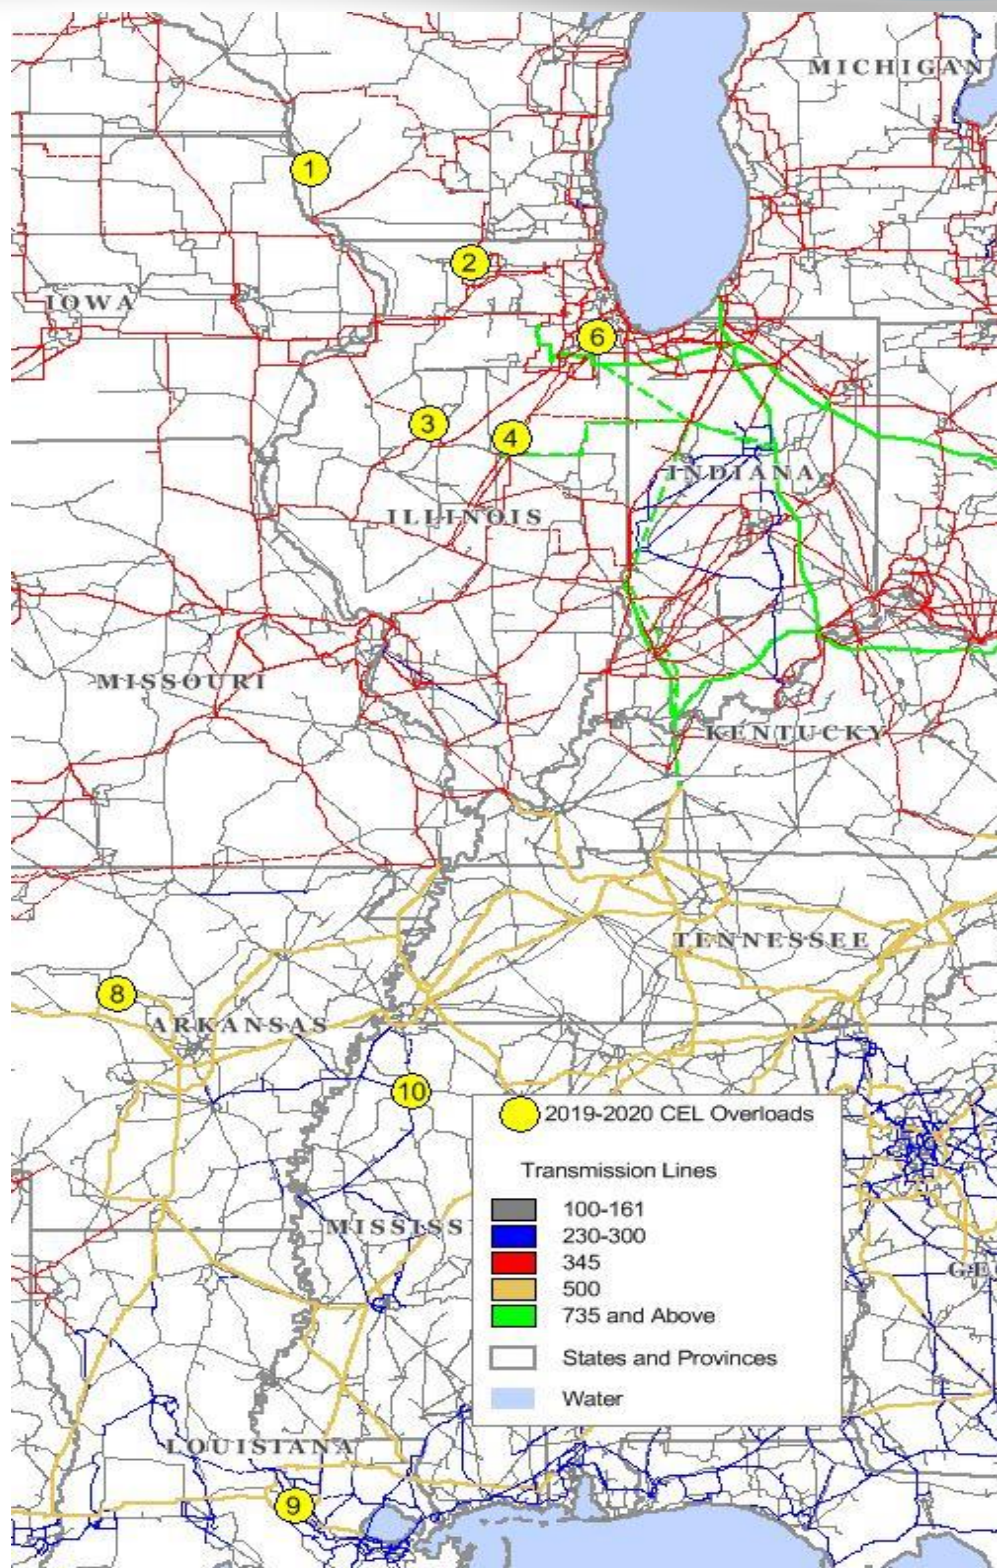 MICHIGAN
1
2
IOWA
6
3
4
INDIANA
ILLINOIS
MISSOURI
KENTUCKY
TENNESSEE
8
ARKANSAS
10
2019-2020 CEL Overloads
Transmission Lines
100-161
230-300
MISSISS
345
GEO
500
735 and Above
States and Provinces
Water
LOUISIANA
9